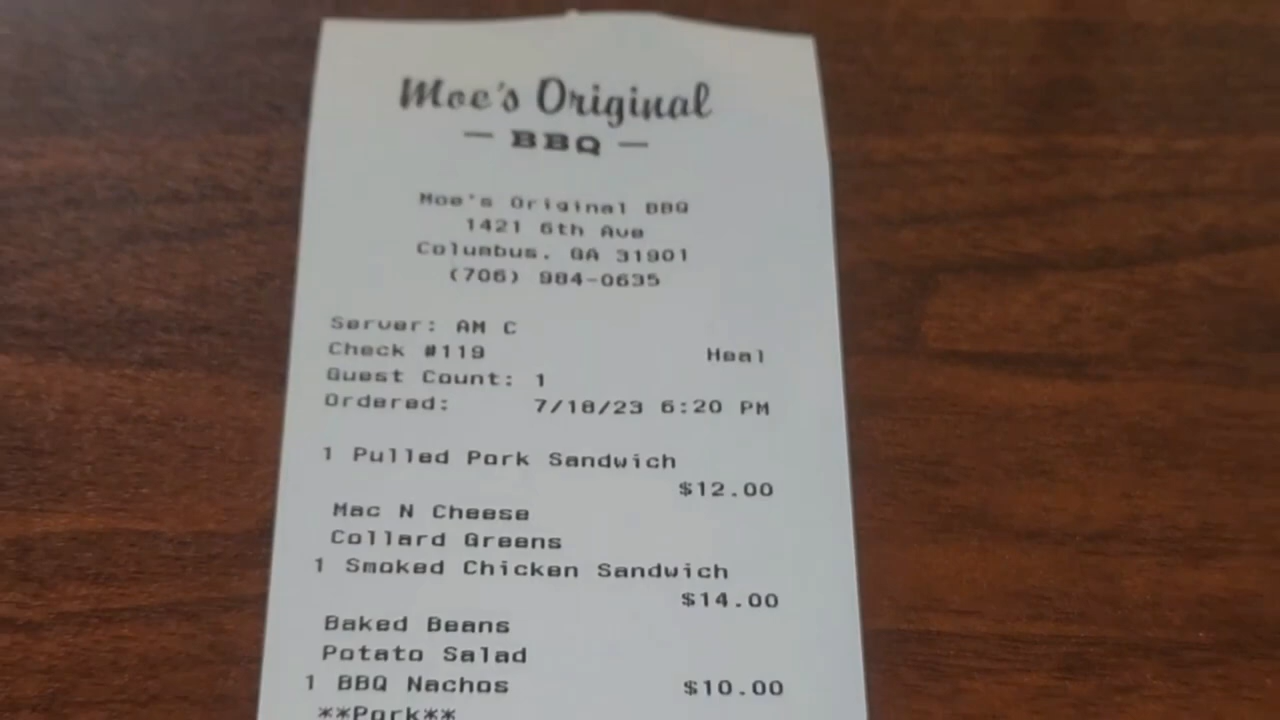 Moe's Original
— BBQ —
Moe's Original BBQ
1421 6th Ave
Columbus, GA 31901
(706) 984-0635
Server: AM C
Check #119 Heal
Guest Count: 1
Ordered: 7/18/23 6:20 PM
1 Pulled Pork Sandwich
$12.00
Mac N Cheese
Collard Greens
1 Smoked Chicken Sandwich
$14.00
Baked Beans
Potato Salad
1 BBQ Nachos $10.00
**Pork**